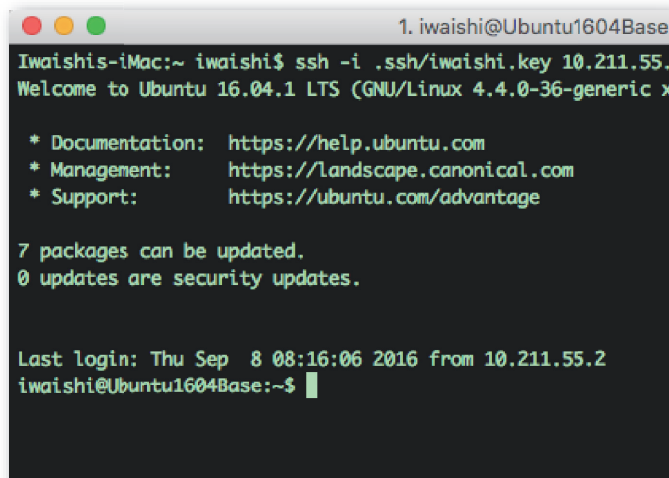 1. iwaishi@Ubuntu1604Base
Iwaishis-iMac:~ iwaishi$ ssh -i .ssh/iwaishi.key 10.211.55.
Welcome to Ubuntu 16.04.1 LTS (GNU/Linux 4.4.0-36-generic x
* Documentation:  https://help.ubuntu.com
* Management:     https://landscape.canonical.com
* Support:        https://ubuntu.com/advantage
7 packages can be updated.
0 updates are security updates.
Last login: Thu Sep  8 08:16:06 2016 from 10.211.55.2
iwaishi@Ubuntu1604Base:~$